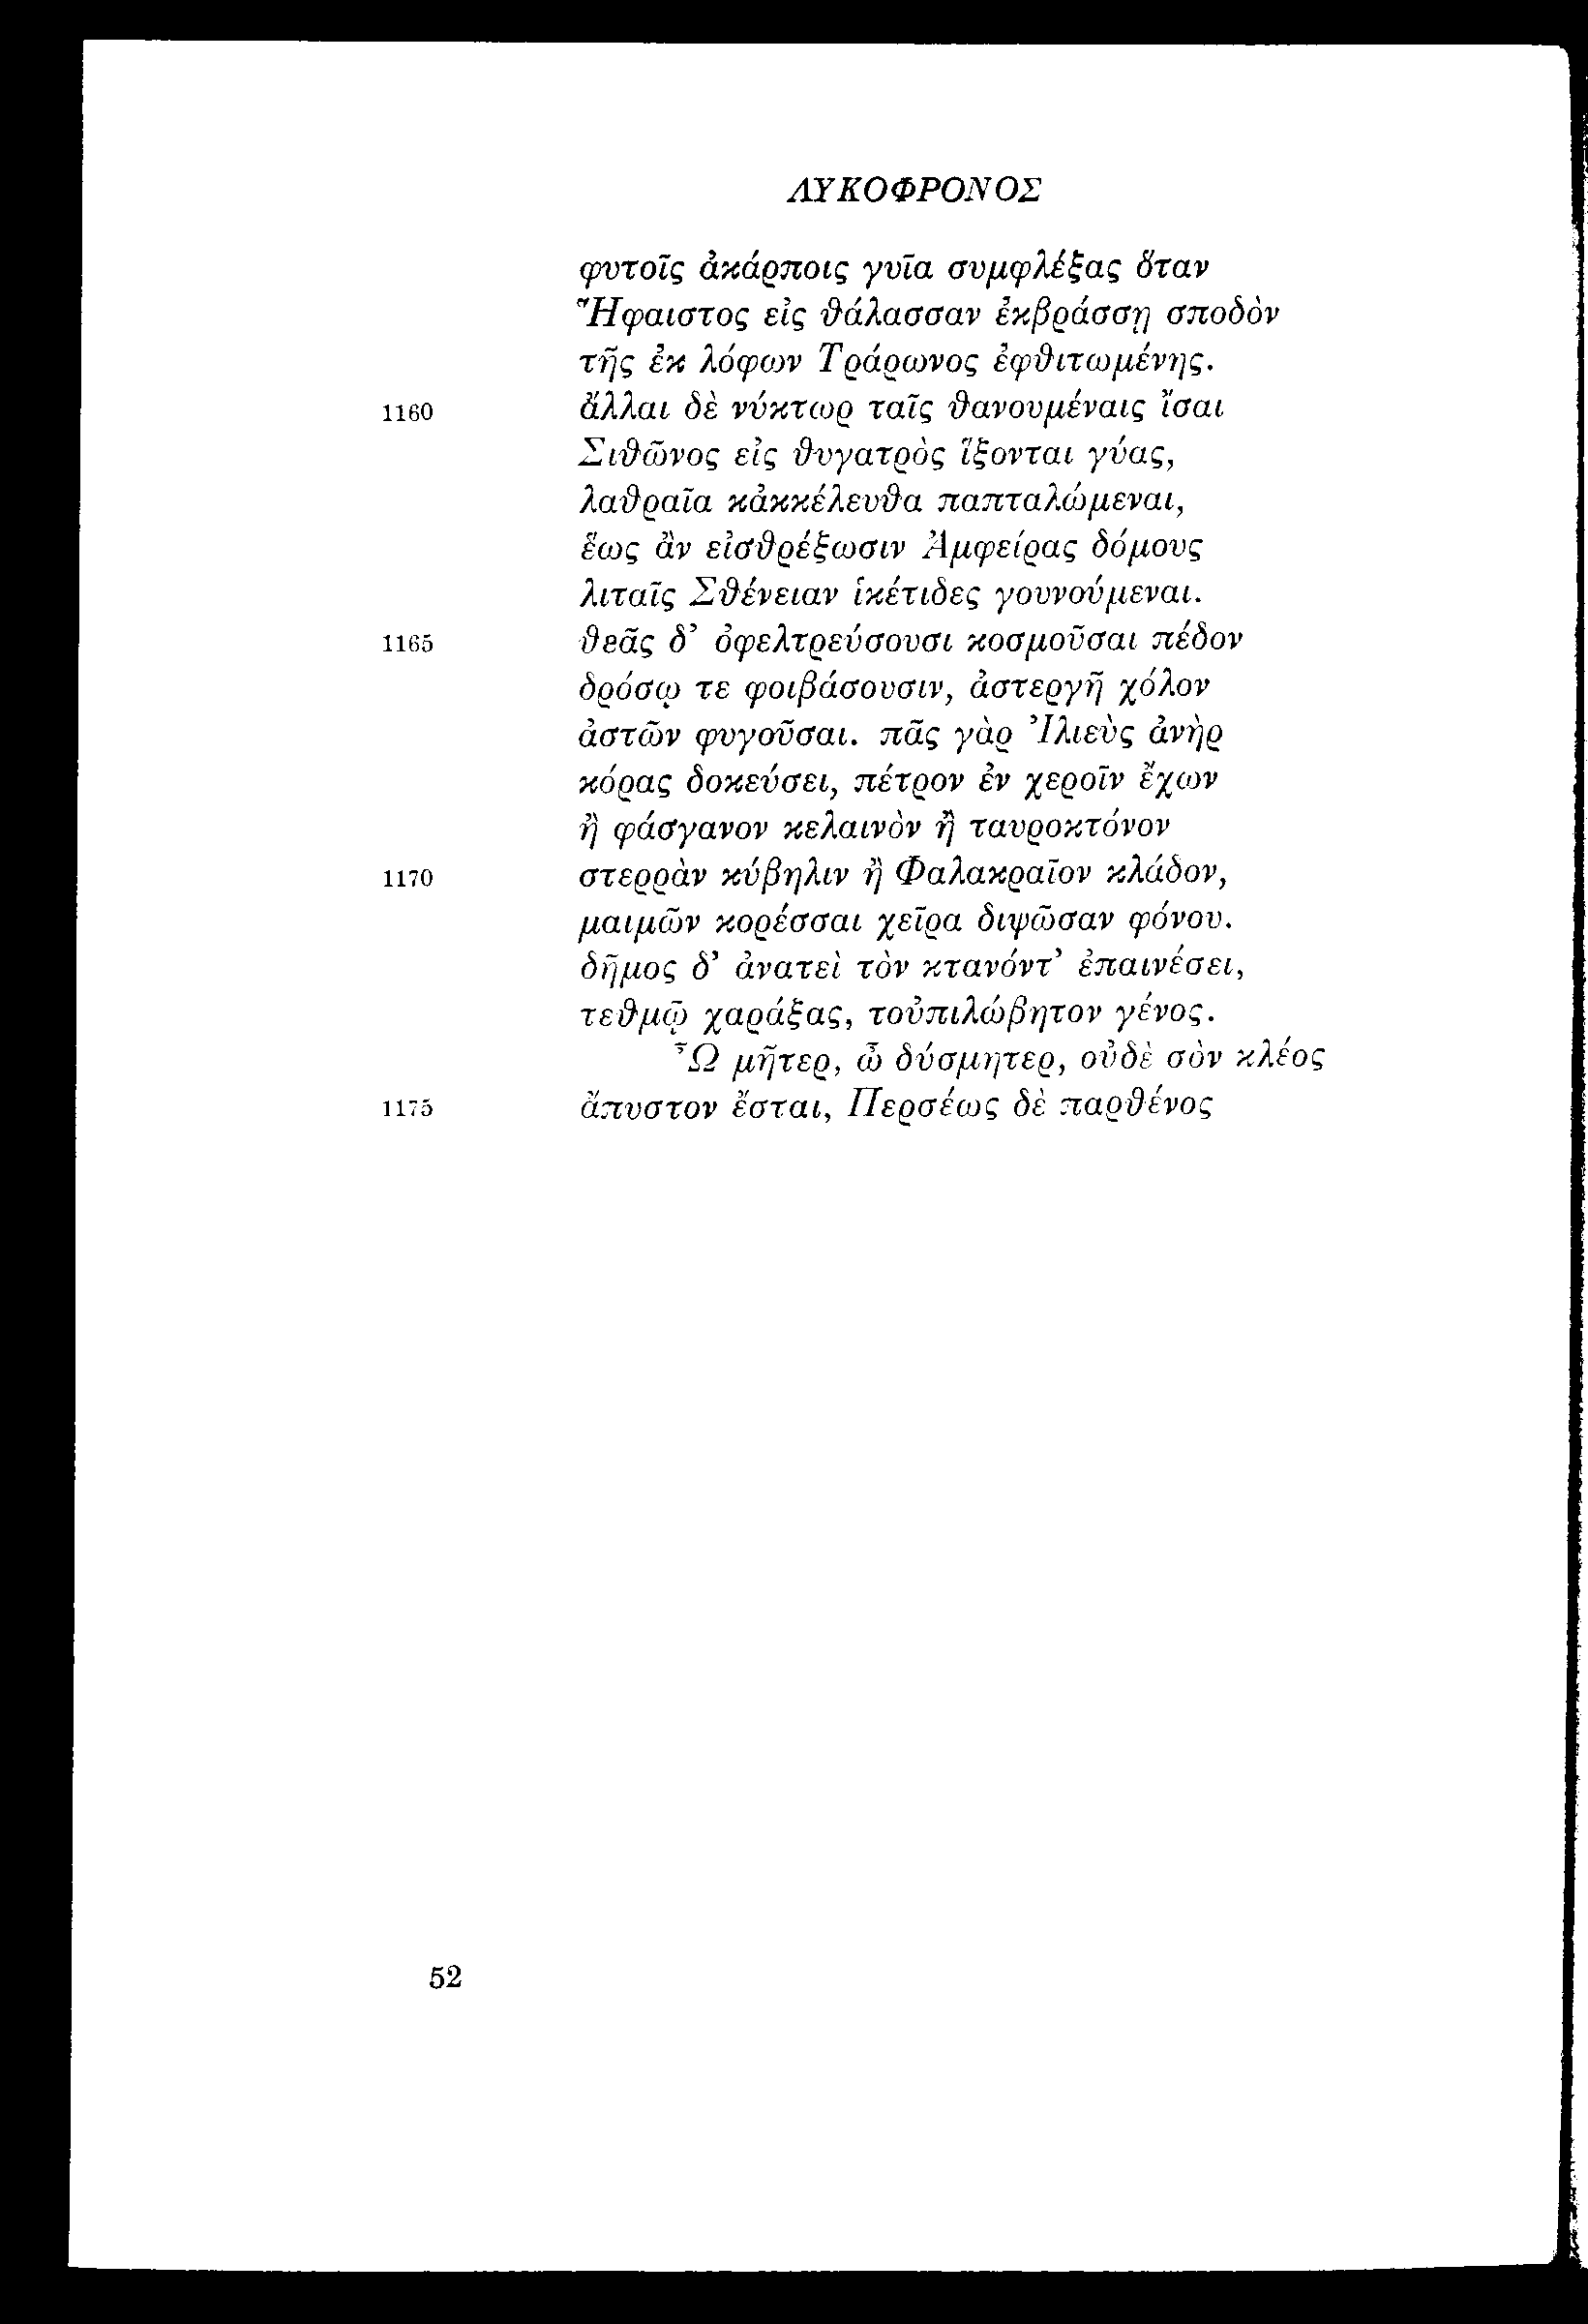 ΛΥΚΟΦΡΟΝΟΣ
φυτοῖς ἀκάρποις γυῖα συμφλέξας ὅταν
Ἥφαιστος εἰς θάλασσαν ἐκβράσσῃ σποδὸν
τῆς ἐκ λόφων Τράρωνος ἐφθιτωμένης.
1160 ἄλλαι δὲ νύκτωρ ταῖς θανουμέναις ἴσαι
Σιθῶνος εἰς θυγατρὸς ἵξονται γύας,
λαθραῖα κἀκκέλευθα παπταλώμεναι,
ἕως ἂν εἰσθρέξωσιν Ἀμφείρας δόμους
λιταῖς Σθένειαν ἱκέτιδες γουνούμεναι.
1165 θεᾶς δ’ ὀφελτρεύσουσι κοσμοῦσαι πέδον
δρόσῳ τε φοιβάσουσιν, ἀστεργῆ χόλον
ἀστῶν φυγοῦσαι. πᾶς γὰρ Ἰλιεὺς ἀνὴρ
κόρας δοκεύσει, πέτρον ἐν χεροῖν ἔχων
ἢ φάσγανον κελαινὸν ἢ ταυροκτόνον
1170 στερρὰν κύβηλιν ἢ Φαλακραῖον κλάδον,
μαιμῶν κορέσσαι χεῖρα διψῶσαν φόνου.
δῆμος δ’ ἀνατεὶ τὸν κτανόντ’ ἐπαινέσει,
τεθμῷ χαράξας, τοὐπιλώβητον γένος.
Ὦ μῆτερ, ὦ δύσμητερ, οὐδὲ σὸν κλέος
1175 ἄπυστον ἔσται, Περσέως δὲ παρθένος
52